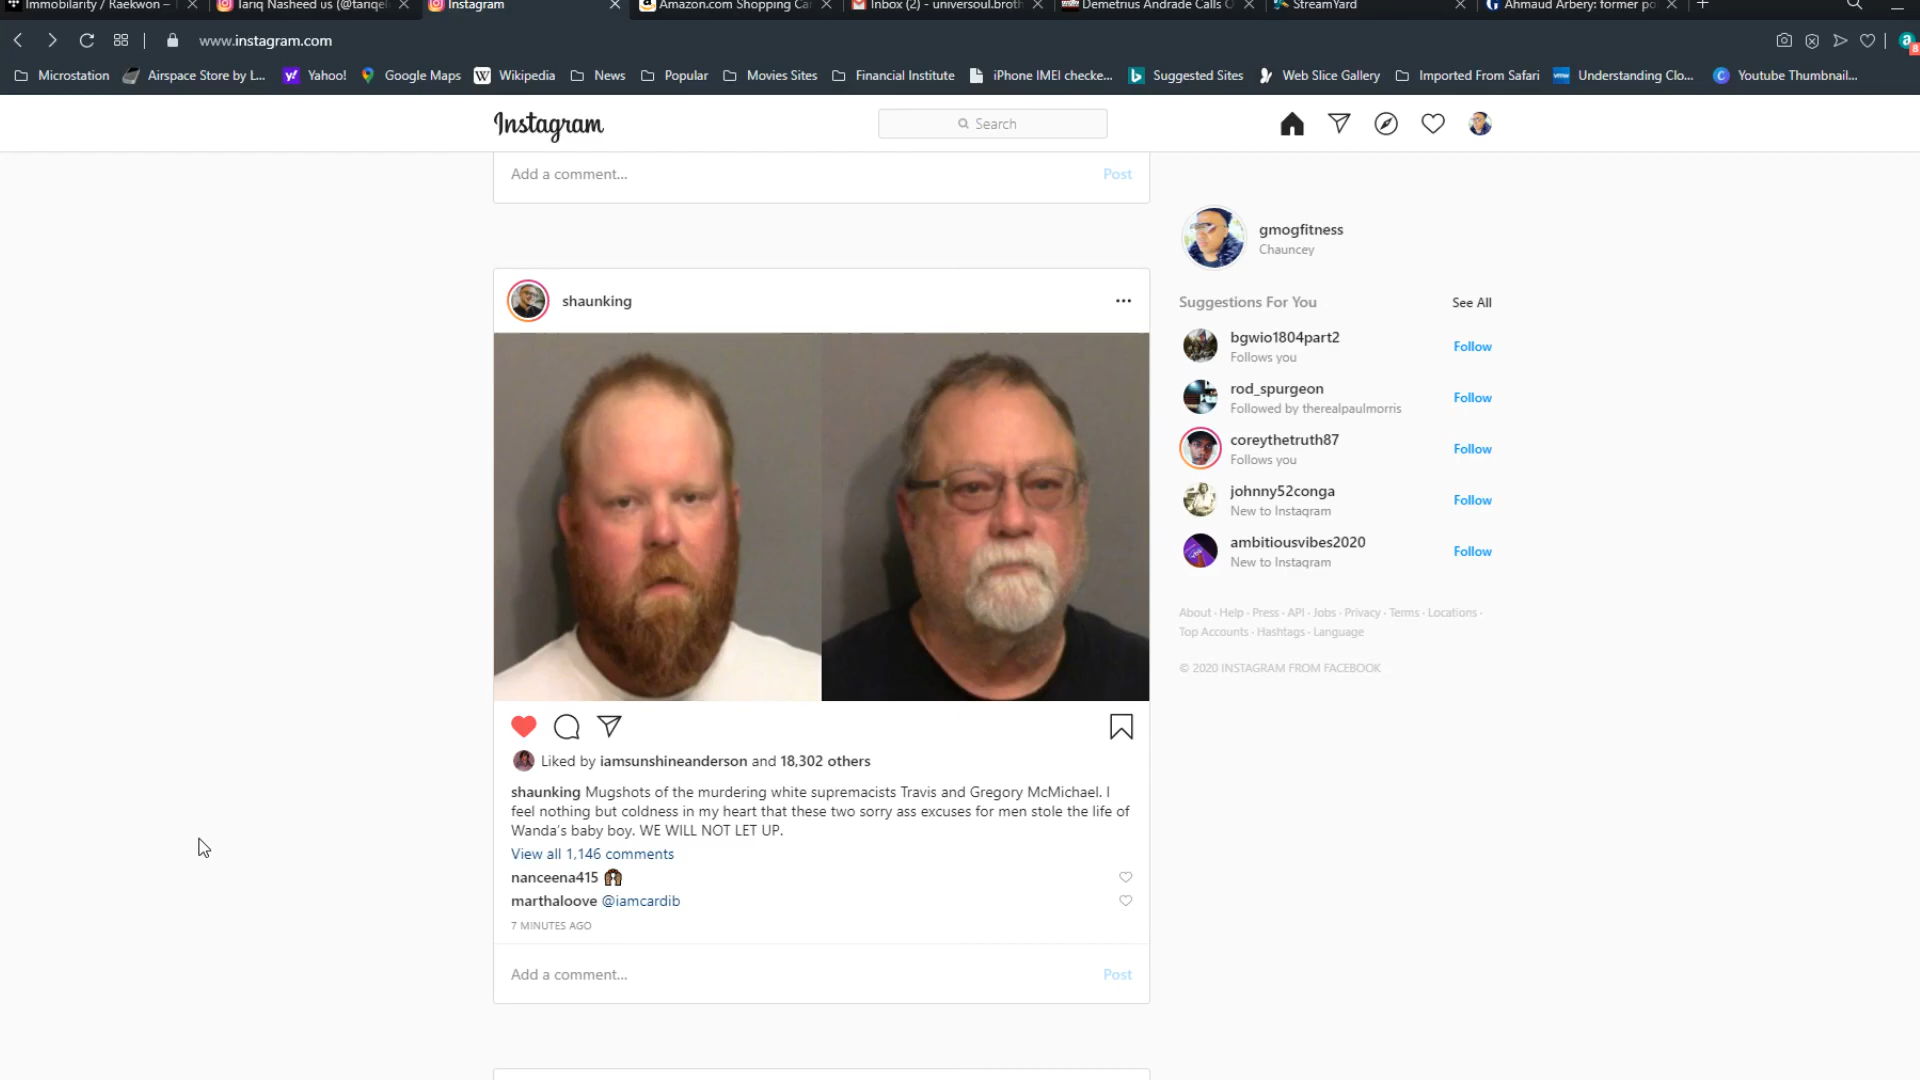 Immobilarity / Raekwon –
Tariq Nasheed us (@tariqel
Instagram
Amazon.com Shopping Ca
Inbox (2) - universoul.broth
Demetrius Andrade Calls O
StreamYard
Ahmaud Arbery: former po
www.instagram.com
8
Microstation
Airspace Store by L...
Yahoo!
Google Maps
Wikipedia
News
Popular
Movies Sites
Financial Institute
iPhone IMEI checke...
Suggested Sites
Web Slice Gallery
Imported From Safari
Understanding Clo...
Youtube Thumbnail...
Instagram
Search
Add a comment...
Post
gmogfitness
Chauncey
shaunking
Suggestions For You
See All
bgwio1804part2
Follows you
Follow
rod_spurgeon
Followed by therealpaulmorris
Follow
coreythetruth87
Follows you
Follow
johnny52conga
New to Instagram
Follow
ambitiousvibes2020
New to Instagram
Follow
About · Help · Press · API · Jobs · Privacy · Terms · Locations ·
Top Accounts · Hashtags · Language
© 2020 INSTAGRAM FROM FACEBOOK
Liked by iamsunshineanderson and 18,302 others
shaunking Mugshots of the murdering white supremacists Travis and Gregory McMichael. I
feel nothing but coldness in my heart that these two sorry ass excuses for men stole the life of
Wanda's baby boy. WE WILL NOT LET UP.
View all 1,146 comments
nanceena415
marthaloove @iamcardib
7 MINUTES AGO
Add a comment...
Post